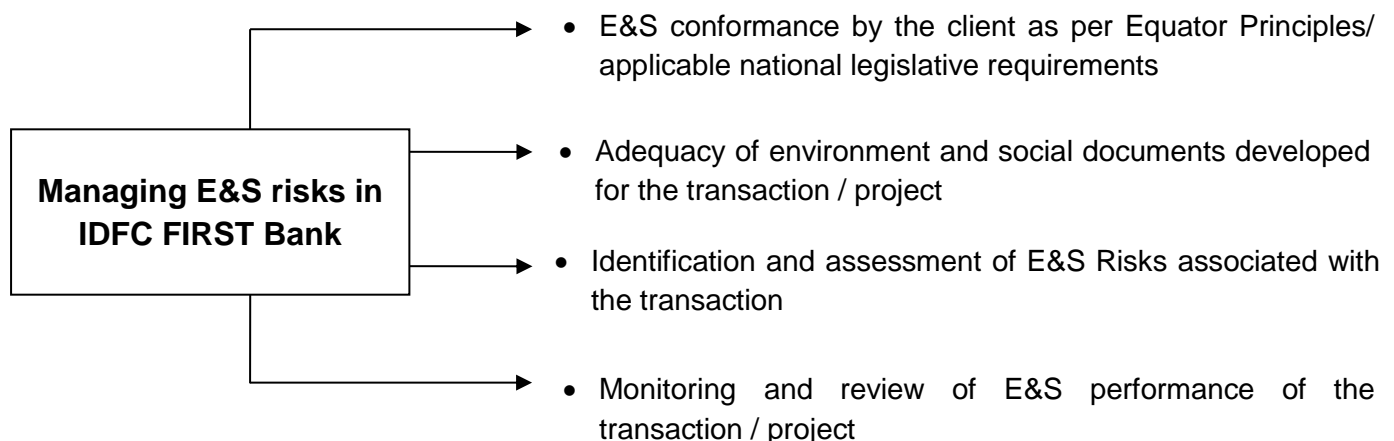 • E&S conformance by the client as per Equator Principles/
applicable national legislative requirements
Managing E&S risks in
IDFC FIRST Bank
• Adequacy of environment and social documents developed
for the transaction / project
• Identification and assessment of E&S Risks associated with
the transaction
• Monitoring and review of E&S performance of the
transaction / project